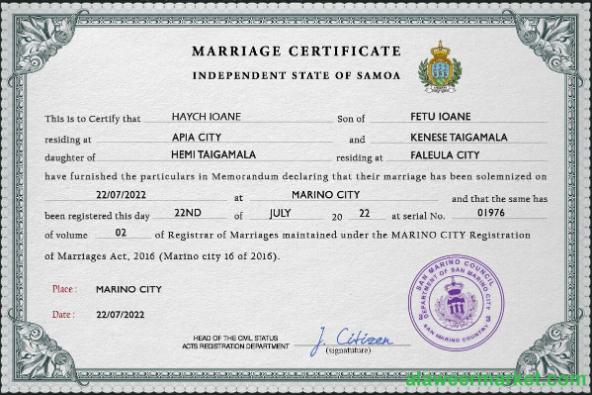 MARRIAGE CERTIFICATE
INDEPENDENT STATE OF SAMOA
This is to Certify that HAYCH IOANE Son of FETU IOANE
residing at APIA CITY and KENESE TAIGAMALA
daughter of HEMI TAIGAMALA residing at FALEULA CITY
have furnished the particulars in Memorandum declaring that their marriage has been solemnized on
22/07/2022 at MARINO CITY and that the same has
been registered this day 22ND of JULY 20 22 at serial No. 01976
of volume 02 of Registrar of Marriages maintained under the MARINO CITY Registration
of Marriages Act, 2016 (Marino city 16 of 2016).
SAN MARINO COUNCIL
DEPARTMENT OF SAN MARINO CITY
SAN MARINO COUNTRY
Place : MARINO CITY
Date : 22/07/2022
HEAD OF THE CIVIL STATUS
ACTS REGISTRATION DEPARTMENT
J. Citizen
(signatuture)
alaweermarket.com